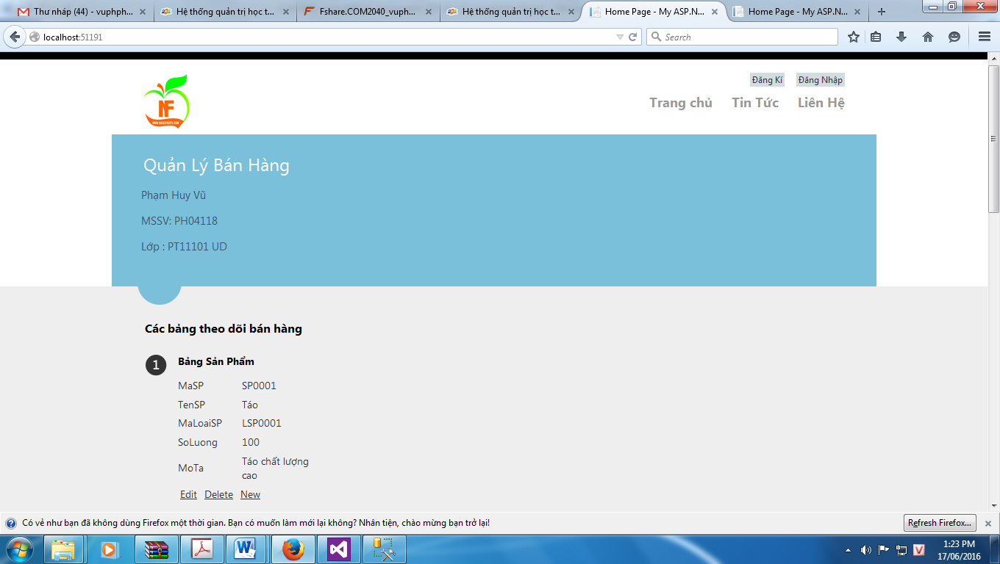 Thư nháp (44) - vuphph...
Hệ thống quản trị học t...
Fshare.COM2040_vuph...
Hệ thống quản trị học t...
Home Page - My ASP.N...
Home Page - My ASP.N...
localhost:51191
Search
NF
Đăng Kí
Đăng Nhập
Trang chủ
Tin Tức
Liên Hệ
Quản Lý Bán Hàng
Phạm Huy Vũ
MSSV: PH04118
Lớp : PT11101 UD
Các bảng theo dõi bán hàng
1
Bảng Sản Phẩm
MaSP SP0001
TenSP Táo
MaLoaiSP LSP0001
SoLuong 100
MoTa Táo chất lượng
cao
Edit Delete New
Có vẻ như bạn đã không dùng Firefox một thời gian. Bạn có muốn làm mới lại không? Nhân tiện, chào mừng bạn trở lại!
Refresh Firefox...
1:23 PM
17/06/2016